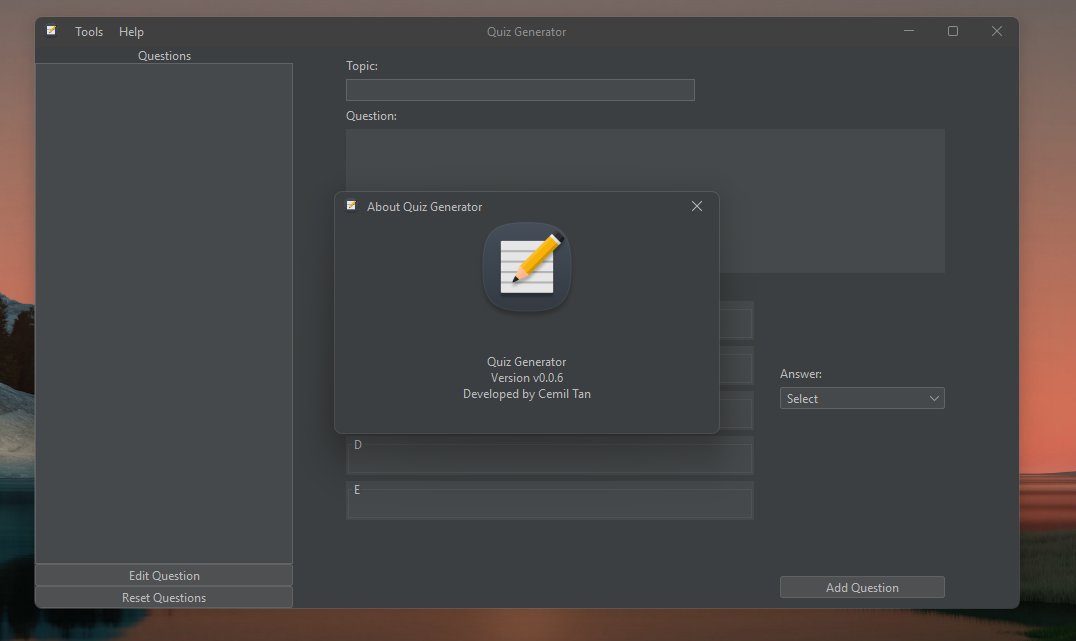 Tools Help Quiz Generator
Questions
Topic:
Question:
About Quiz Generator
Quiz Generator
Version v0.0.6
Developed by Cemil Tan
Answer:
Select
D
E
Edit Question
Reset Questions
Add Question